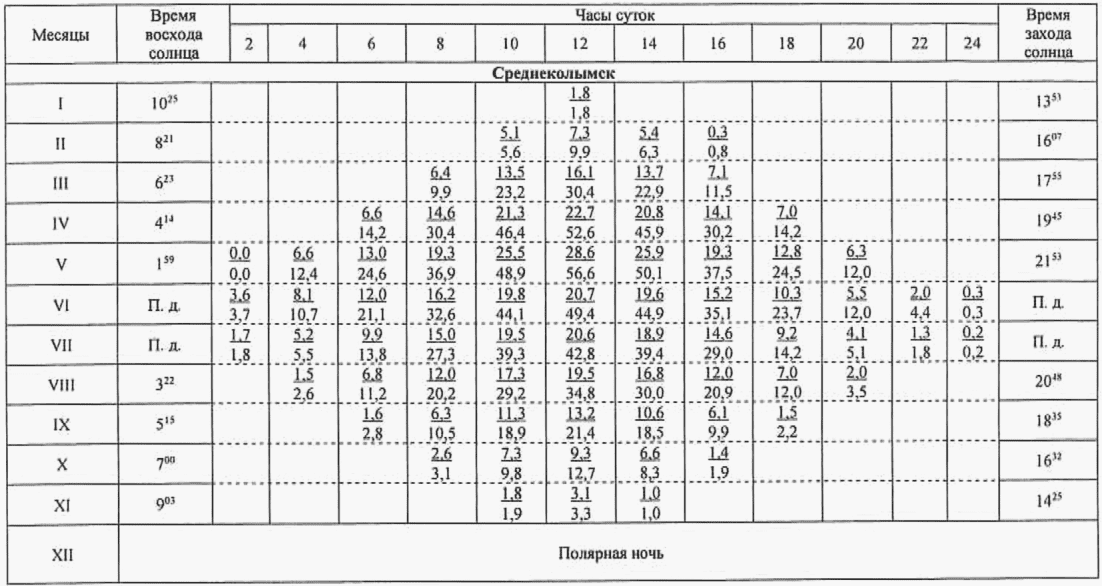 Месяцы | Время восхода солнца | Часы суток | Время захода солнца
2 | 4 | 6 | 8 | 10 | 12 | 14 | 16 | 18 | 20 | 22 | 24
Среднеколымск
I | 10²⁵ | 1,8 | 13⁵³
1,8
II | 8²¹ | 5,1 | 7,3 | 5,4 | 0,3 | 16⁰⁷
5,6 | 9,9 | 6,3 | 0,8
III | 6²³ | 6,4 | 13,5 | 16,1 | 13,7 | 7,1 | 17⁵⁵
9,9 | 23,2 | 30,4 | 22,9 | 11,5
IV | 4¹⁴ | 6,6 | 14,6 | 21,3 | 22,7 | 20,8 | 14,1 | 7,0 | 19⁴⁵
14,2 | 30,4 | 46,4 | 52,6 | 45,9 | 30,2 | 14,2
V | 1⁵⁹ | 0,0 | 6,6 | 13,0 | 19,3 | 25,5 | 28,6 | 25,9 | 19,3 | 12,8 | 6,3 | 21⁵³
0,0 | 12,4 | 24,6 | 36,9 | 48,9 | 56,6 | 50,1 | 37,5 | 24,5 | 12,0
VI | П. д. | 3,6 | 8,1 | 12,0 | 16,2 | 19,8 | 20,7 | 19,6 | 15,2 | 10,3 | 5,5 | 2,0 | 0,3 | П. д.
3,7 | 10,7 | 21,1 | 32,6 | 44,1 | 49,4 | 44,9 | 35,1 | 23,7 | 12,0 | 4,4 | 0,3
VII | П. д. | 1,7 | 5,2 | 9,9 | 15,0 | 19,5 | 20,6 | 18,9 | 14,6 | 9,2 | 4,1 | 1,3 | 0,2 | П. д.
1,8 | 5,5 | 13,8 | 27,3 | 39,3 | 42,8 | 39,4 | 29,0 | 14,2 | 5,1 | 1,8 | 0,2
VIII | 3²² | 1,5 | 6,8 | 12,0 | 17,3 | 19,5 | 16,8 | 12,0 | 7,0 | 2,0 | 20⁴⁸
2,6 | 11,2 | 20,2 | 29,2 | 34,8 | 30,0 | 20,9 | 12,0 | 3,5
IX | 5¹⁵ | 1,6 | 6,3 | 11,3 | 13,2 | 10,6 | 6,1 | 1,5 | 18³⁵
2,8 | 10,5 | 18,9 | 21,4 | 18,5 | 9,9 | 2,2
X | 7⁰⁰ | 2,6 | 7,3 | 9,3 | 6,6 | 1,4 | 16³²
3,1 | 9,8 | 12,7 | 8,3 | 1,9
XI | 9⁰³ | 1,8 | 3,1 | 1,0 | 14²⁵
1,9 | 3,3 | 1,0
XII | Полярная ночь